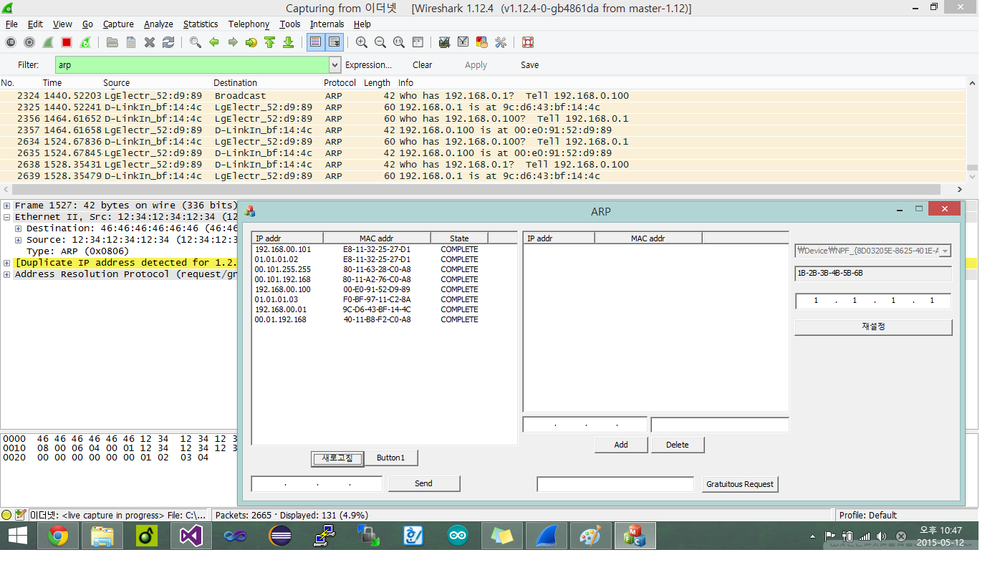 Capturing from 이더넷 [Wireshark 1.12.4 (v1.12.4-0-gb4861da from master-1.12)]
File Edit View Go Capture Analyze Statistics Telephony Tools Internals Help
Filter: arp Expression... Clear Apply Save
No. Time Source Destination Protocol Length Info
2324 1440.52203 LgElectr_52:d9:89 Broadcast ARP 42 Who has 192.168.0.1? Tell 192.168.0.100
2325 1440.52241 D-LinkIn_bf:14:4c LgElectr_52:d9:89 ARP 60 192.168.0.1 is at 9c:d6:43:bf:14:4c
2356 1464.61652 D-LinkIn_bf:14:4c LgElectr_52:d9:89 ARP 60 Who has 192.168.0.100? Tell 192.168.0.1
2357 1464.61658 LgElectr_52:d9:89 D-LinkIn_bf:14:4c ARP 42 192.168.0.100 is at 00:e0:91:52:d9:89
2634 1524.67836 D-LinkIn_bf:14:4c LgElectr_52:d9:89 ARP 60 Who has 192.168.0.100? Tell 192.168.0.1
2635 1524.67845 LgElectr_52:d9:89 D-LinkIn_bf:14:4c ARP 42 192.168.0.100 is at 00:e0:91:52:d9:89
2638 1528.35431 LgElectr_52:d9:89 D-LinkIn_bf:14:4c ARP 42 Who has 192.168.0.1? Tell 192.168.0.100
2639 1528.35479 D-LinkIn_bf:14:4c LgElectr_52:d9:89 ARP 60 192.168.0.1 is at 9c:d6:43:bf:14:4c
Frame 1527: 42 bytes on wire (336 bits)
Ethernet II, Src: 12:34:12:34:12:34 (12
Destination: 46:46:46:46:46:46 (46:46
Source: 12:34:12:34:12:34 (12:34:12:3
Type: ARP (0x0806)
[Duplicate IP address detected for 1.2.
Address Resolution Protocol (request/gr
0000 46 46 46 46 46 46 12 34 12 34 12 3
0010 08 00 06 04 00 01 12 34 12 34 12 3
0020 00 00 00 00 00 00 01 02 03 04
ARP
IP addr MAC addr State
192.168.00.101 E8-11-32-25-27-D1 COMPLETE
01.01.01.02 E8-11-32-25-27-D1 COMPLETE
00.101.255.255 80-11-63-28-C0-A8 COMPLETE
00.101.192.168 80-11-A2-76-C0-A8 COMPLETE
192.168.00.100 00-E0-91-52-D9-89 COMPLETE
01.01.01.03 F0-BF-97-11-C2-8A COMPLETE
192.168.00.01 9C-D6-43-BF-14-4C COMPLETE
00.01.192.168 40-11-B8-F2-C0-A8 COMPLETE
새로고침 Button1
. . . Send
IP addr MAC addr
. . .
Add Delete
Gratuitous Request
₩Device₩NPF_{8D03205E-8625-401E-A
1B-2B-3B-4B-5B-6B
1 . 1 . 1 . 1
재설정
이더넷: <live capture in progress> File: C:\... Packets: 2665 · Displayed: 131 (4.9%) Profile: Default
오후 10:47
2015-05-12